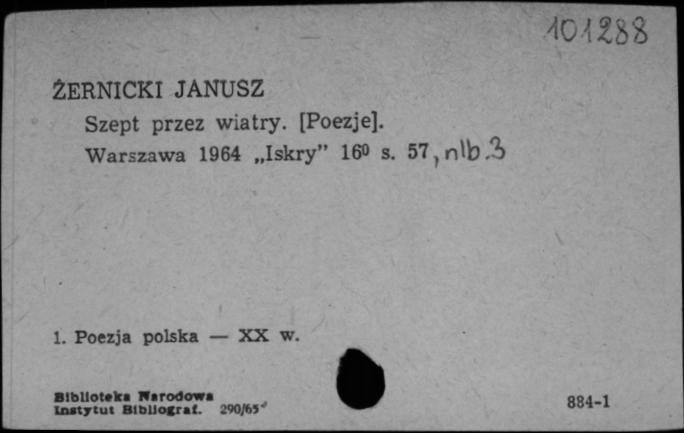 101288
ŻERNICKI JANUSZ
Szept przez wiatry. [Poezje].
Warszawa 1964 „Iskry” 16⁰ s. 57, nlb. 3
1. Poezja polska — XX w.
Biblioteka Narodowa
Instytut Bibliograf. 290/65
884-1